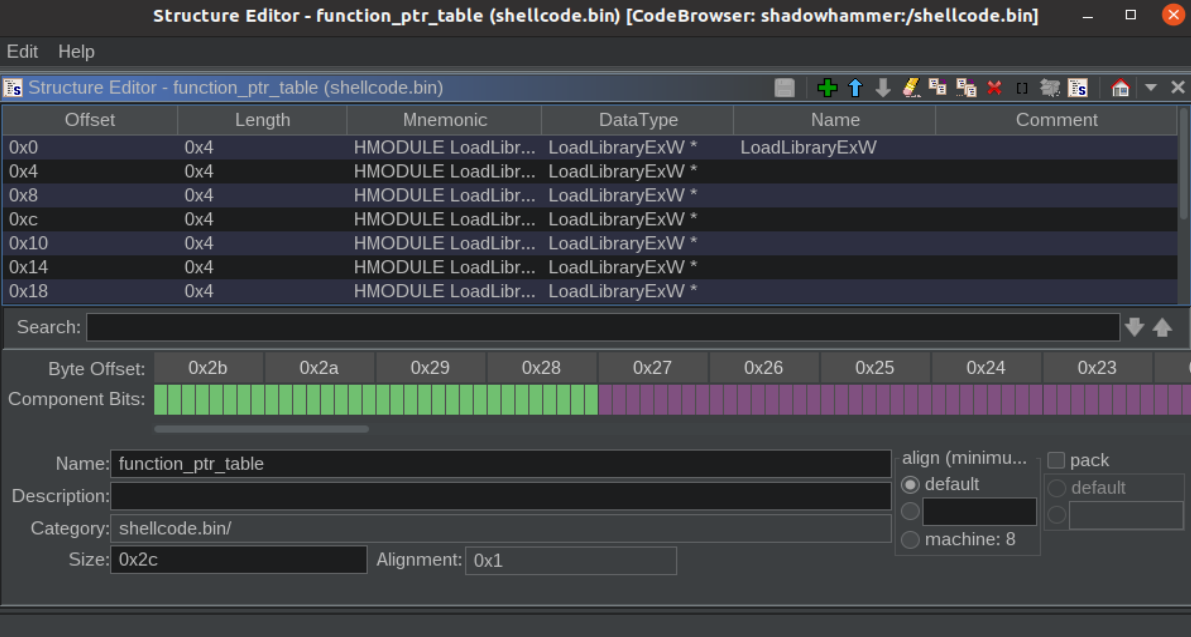 Structure Editor - function_ptr_table (shellcode.bin) [CodeBrowser: shadowhammer:/shellcode.bin]
Edit Help
Structure Editor - function_ptr_table (shellcode.bin)
Offset Length Mnemonic DataType Name Comment
0x0 0x4 HMODULE LoadLibr... LoadLibraryExW * LoadLibraryExW
0x4 0x4 HMODULE LoadLibr... LoadLibraryExW *
0x8 0x4 HMODULE LoadLibr... LoadLibraryExW *
0xc 0x4 HMODULE LoadLibr... LoadLibraryExW *
0x10 0x4 HMODULE LoadLibr... LoadLibraryExW *
0x14 0x4 HMODULE LoadLibr... LoadLibraryExW *
0x18 0x4 HMODULE LoadLibr... LoadLibraryExW *
Search:
Byte Offset: 0x2b 0x2a 0x29 0x28 0x27 0x26 0x25 0x24 0x23
Component Bits:
Name: function_ptr_table
Description:
Category: shellcode.bin/
Size: 0x2c Alignment: 0x1
align (minimu... pack
default default
machine: 8